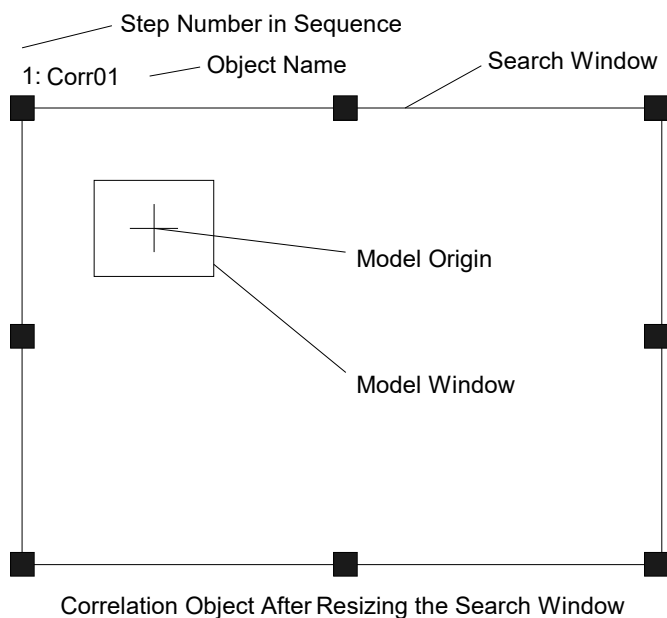 Step Number in Sequence
1: Corr01
Object Name
Search Window
Model Origin
Model Window
Correlation Object After Resizing the Search Window